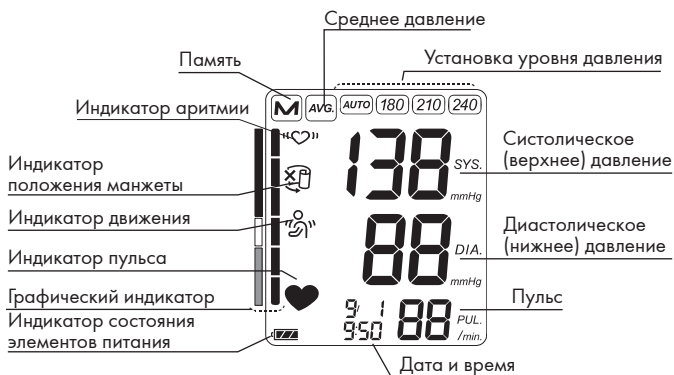 Среднее давление
Память
Установка уровня давления
M AVG. AUTO 180 210 240
Индикатор аритмии
138 SYS. mmHg
Систолическое
(верхнее) давление
Индикатор
положения манжеты
Индикатор движения
88 DIA. mmHg
Диастолическое
(нижнее) давление
Индикатор пульса
Графический индикатор
Пульс
9/ 1
9:50
88 PUL. /min.
Индикатор состояния
элементов питания
Дата и время